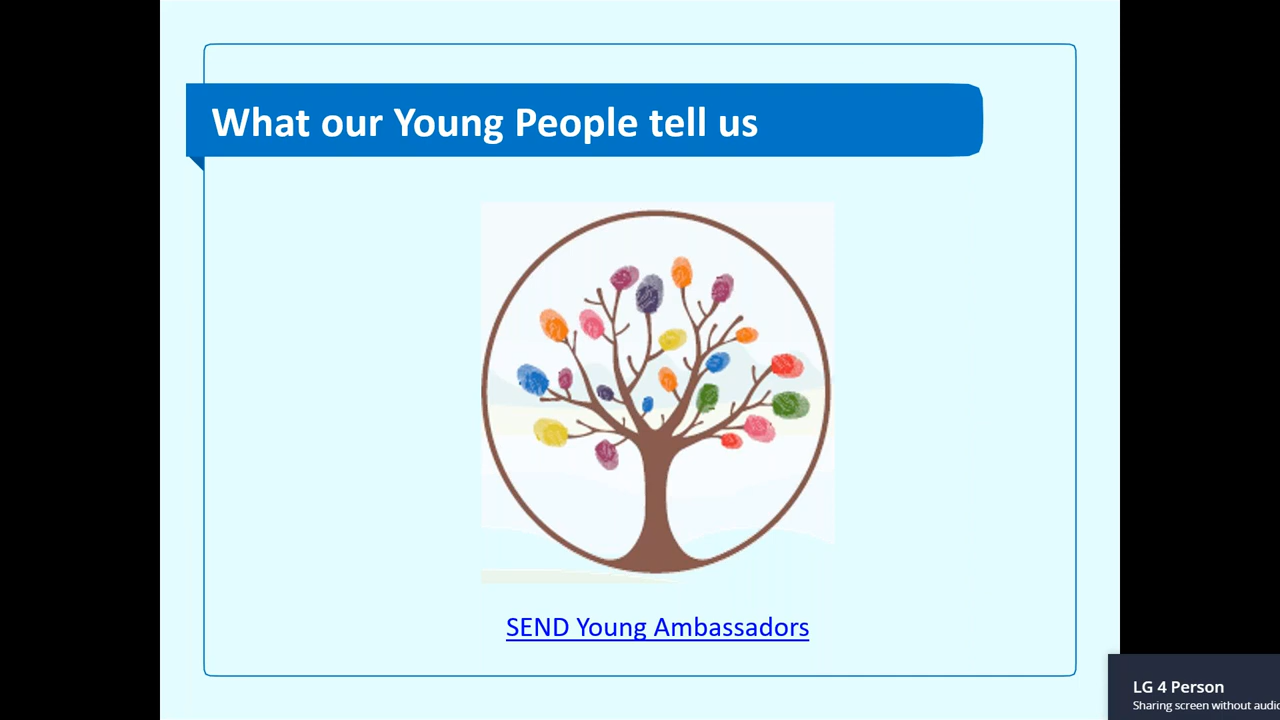 What our Young People tell us
SEND Young Ambassadors
LG 4 Person
Sharing screen without audio